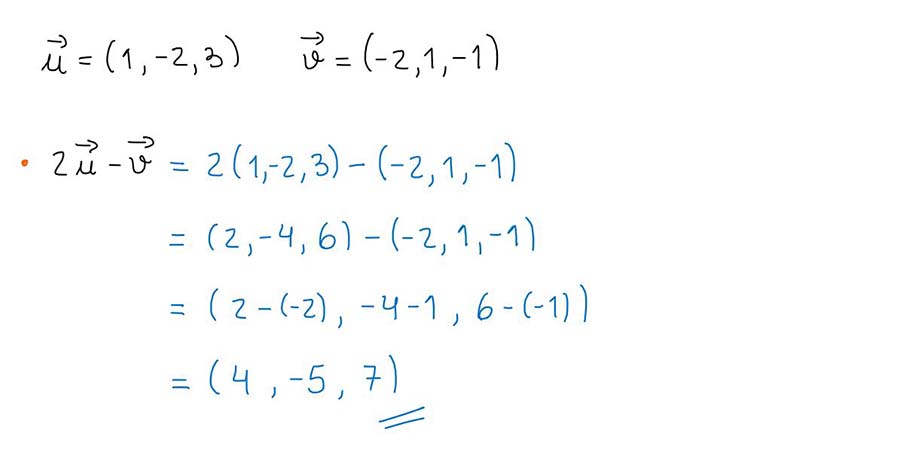 u⃗ = (1, -2, 3) v⃗ = (-2, 1, -1)
• 2u⃗ - v⃗ = 2(1, -2, 3) - (-2, 1, -1)
= (2, -4, 6) - (-2, 1, -1)
= (2 - (-2), -4 - 1, 6 - (-1))
= (4, -5, 7)